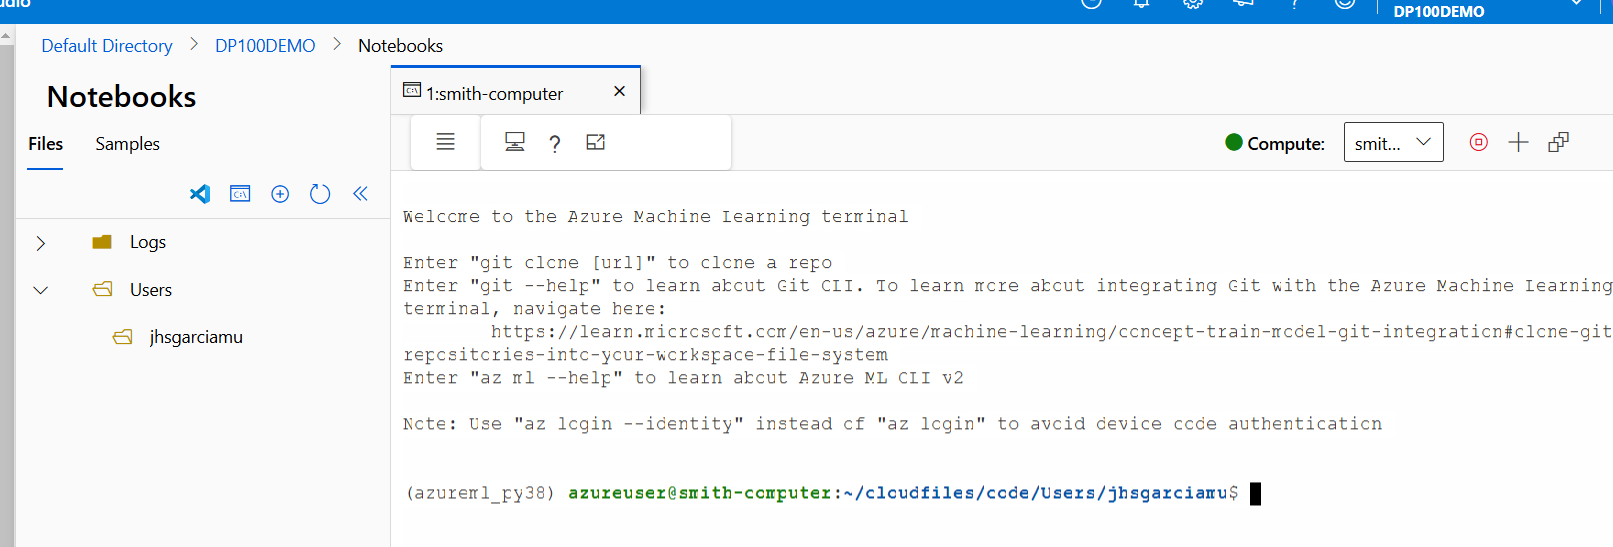 DP100DEMO
Default Directory > DP100DEMO > Notebooks
Notebooks
1:smith-computer
Files Samples
Compute: smit...
Logs
Users
jhsgarciamu
Welcome to the Azure Machine Learning terminal
Enter "git clone [url]" to clone a repo
Enter "git --help" to learn about Git CLI. To learn more about integrating Git with the Azure Machine Learning
terminal, navigate here:
https://learn.microsoft.com/en-us/azure/machine-learning/concept-train-model-git-integration#clone-git
repositories-into-your-workspace-file-system
Enter "az ml --help" to learn about Azure ML CLI v2
Note: Use "az login --identity" instead of "az login" to avoid device code authentication
(azureml_py38) azureuser@smith-computer:~/cloudfiles/code/Users/jhsgarciamu$